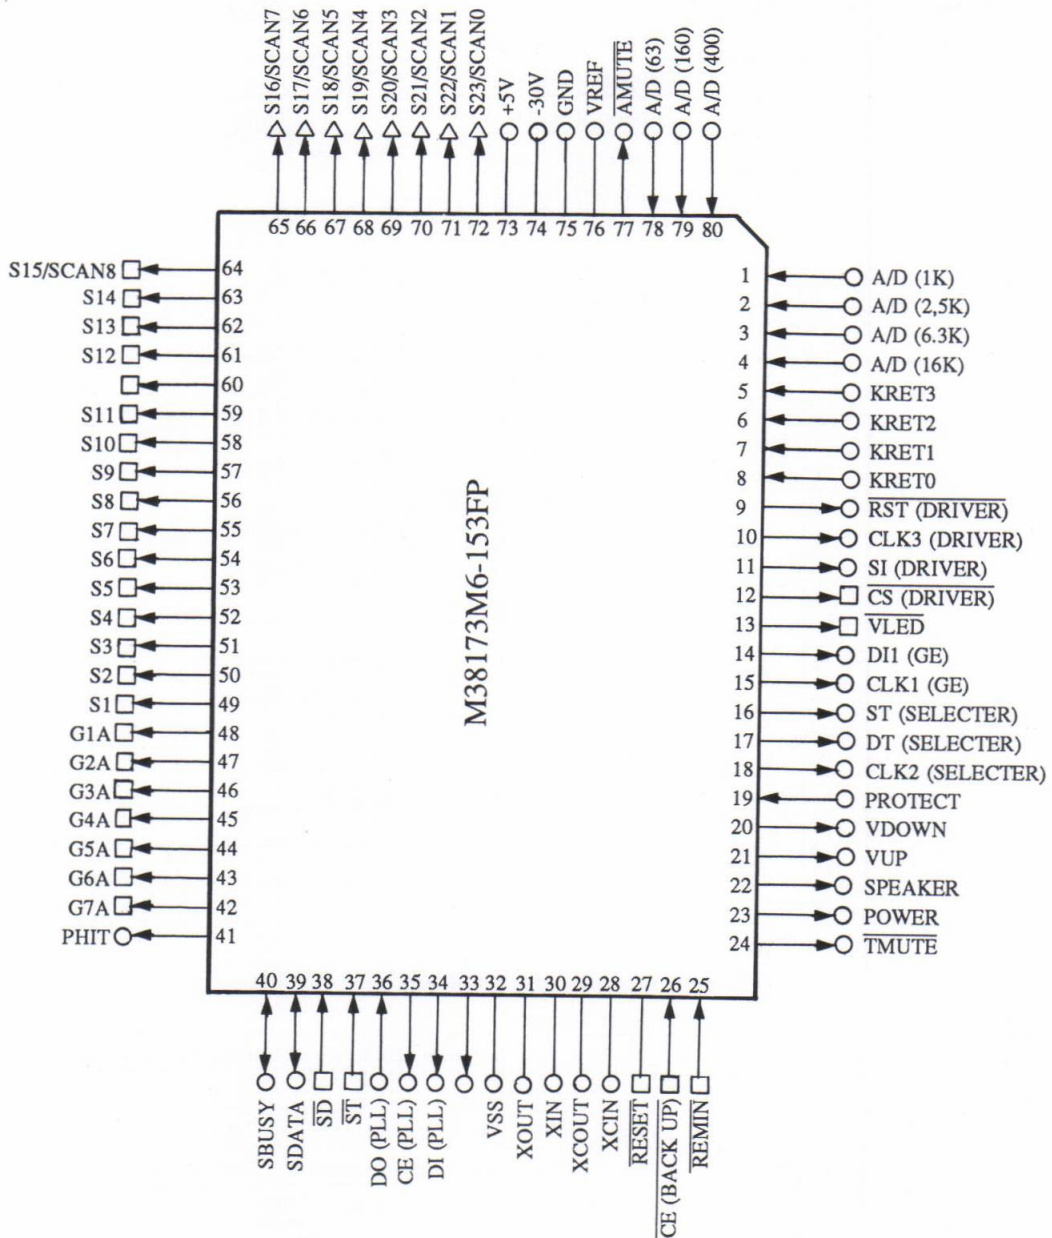 S16/SCAN7
S17/SCAN6
S18/SCAN5
S19/SCAN4
S20/SCAN3
S21/SCAN2
S22/SCAN1
S23/SCAN0
+5V
-30V
GND
VREF
AMUTE
A/D (63)
A/D (160)
A/D (400)
65 66 67 68 69 70 71 72 73 74 75 76 77 78 79 80
S15/SCAN8 64
S14 63
S13 62
S12 61
60
S11 59
S10 58
S9 57
S8 56
S7 55
S6 54
S5 53
S4 52
S3 51
S2 50
S1 49
G1A 48
G2A 47
G3A 46
G4A 45
G5A 44
G6A 43
G7A 42
PHIT 41
M38173M6-153FP
1 A/D (1K)
2 A/D (2,5K)
3 A/D (6.3K)
4 A/D (16K)
5 KRET3
6 KRET2
7 KRET1
8 KRET0
9 RST (DRIVER)
10 CLK3 (DRIVER)
11 SI (DRIVER)
12 CS (DRIVER)
13 VLED
14 DI1 (GE)
15 CLK1 (GE)
16 ST (SELECTER)
17 DT (SELECTER)
18 CLK2 (SELECTER)
19 PROTECT
20 VDOWN
21 VUP
22 SPEAKER
23 POWER
24 TMUTE
40 39 38 37 36 35 34 33 32 31 30 29 28 27 26 25
SBUSY
SDATA
SD
ST
DO (PLL)
CE (PLL)
DI (PLL)
VSS
XOUT
XIN
XCOUT
XCIN
RESET
CE (BACK UP)
REMIN